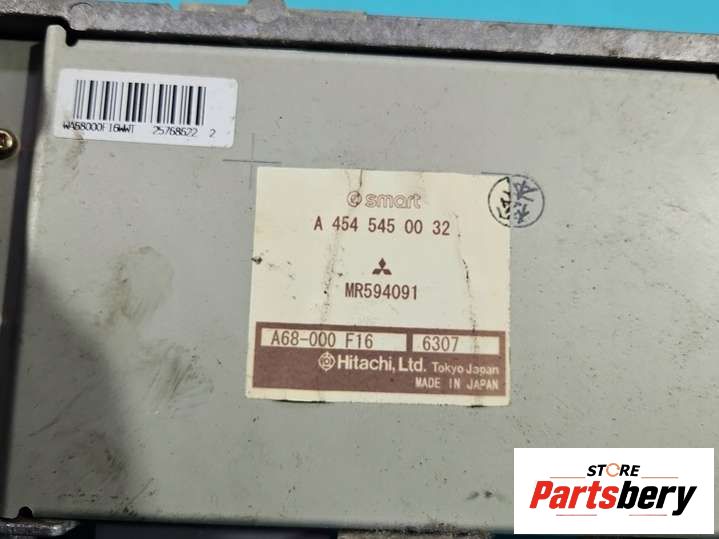 WA68000F16WWT 25768622 2
smart
A 454 545 00 32
MR594091
A68-000 F16 6307
Hitachi, Ltd. Tokyo Japan
MADE IN JAPAN
STORE
Partsbery